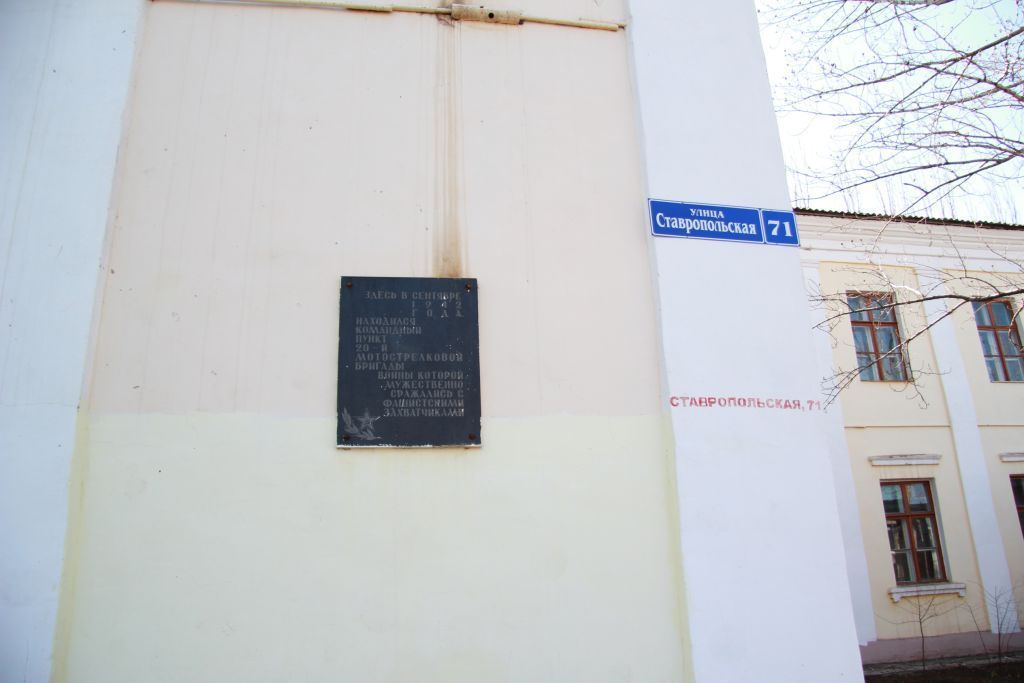 ЗДЕСЬ В СЕНТЯБРЕ
1942
ГОДА
НАХОДИЛСЯ
КОМАНДНЫЙ
ПУНКТ
20-Й
МОТОСТРЕЛКОВОЙ
БРИГАДЫ
ВОИНЫ КОТОРОЙ
МУЖЕСТВЕННО
СРАЖАЛИСЬ С
ФАШИСТСКИМИ
ЗАХВАТЧИКАМИ
УЛИЦА
Ставропольская 71
СТАВРОПОЛЬСКАЯ, 71